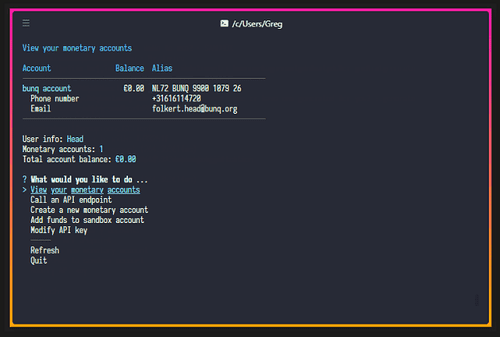 /c/Users/Greg
View your monetary accounts
Account Balance Alias
bunq account €0.00 NL72 BUNQ 9900 1079 26
Phone number +31616114720
Email folkert.head@bunq.org
User info: Head
Monetary accounts: 1
Total account balance: €0.00
? What would you like to do ...
> View your monetary accounts
Call an API endpoint
Create a new monetary account
Add funds to sandbox account
Modify API key
Refresh
Quit